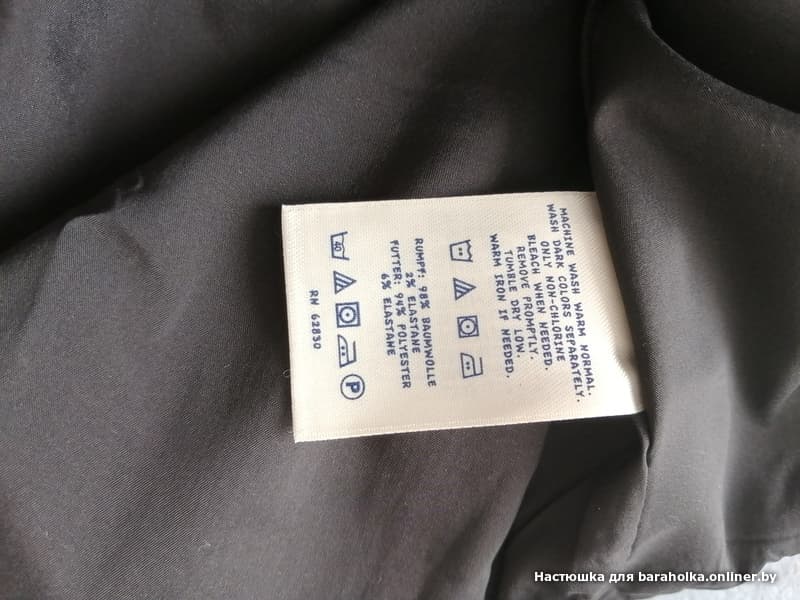 MACHINE WASH WARM NORMAL.
WASH DARK COLORS SEPARATELY.
ONLY NON-CHLORINE
BLEACH WHEN NEEDED.
REMOVE PROMPTLY.
TUMBLE DRY LOW.
WARM IRON IF NEEDED.
RUMPF: 98% BAUMWOLLE
2% ELASTANE
FUTTER: 94% POLYESTER
6% ELASTANE
40
P
RN 62830
Настюшка для baraholka.onliner.by